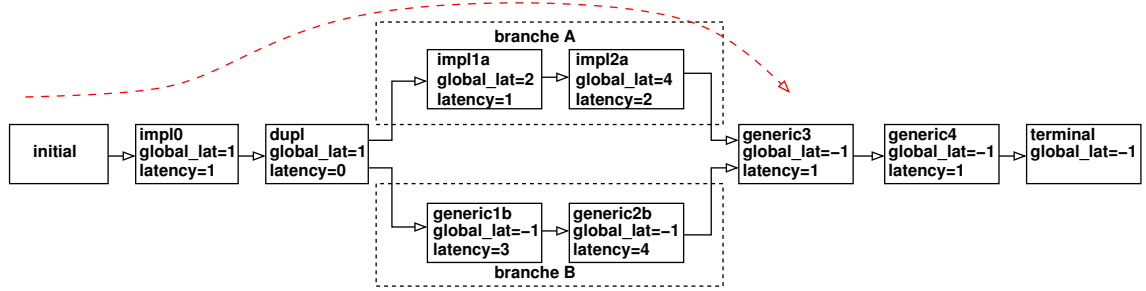 branche A
impl1a
global_lat=2
latency=1
impl2a
global_lat=4
latency=2
initial
impl0
global_lat=1
latency=1
dupl
global_lat=1
latency=0
generic3
global_lat=−1
latency=1
generic4
global_lat=−1
latency=1
terminal
global_lat=−1
generic1b
global_lat=−1
latency=3
generic2b
global_lat=−1
latency=4
branche B